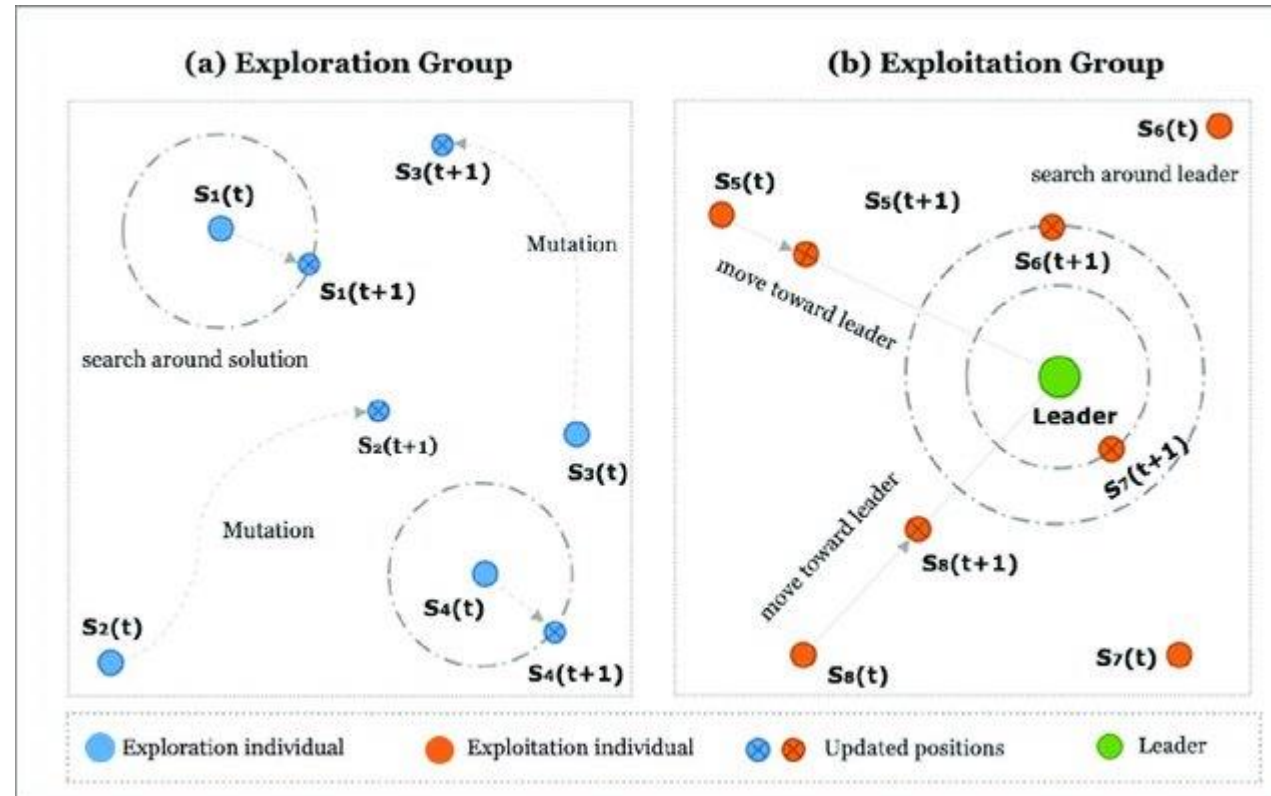 (a) Exploration Group
S₁(t)
S₃(t+1)
Mutation
S₁(t+1)
search around solution
S₂(t+1)
S₃(t)
Mutation
S₄(t)
S₂(t)
S₄(t+1)
(b) Exploitation Group
S₆(t)
search around leader
S₅(t)
S₅(t+1)
S₆(t+1)
move toward leader
Leader
S₇(t+1)
move toward leader
S₈(t+1)
S₈(t)
S₇(t)
Exploration individual
Exploitation individual
Updated positions
Leader